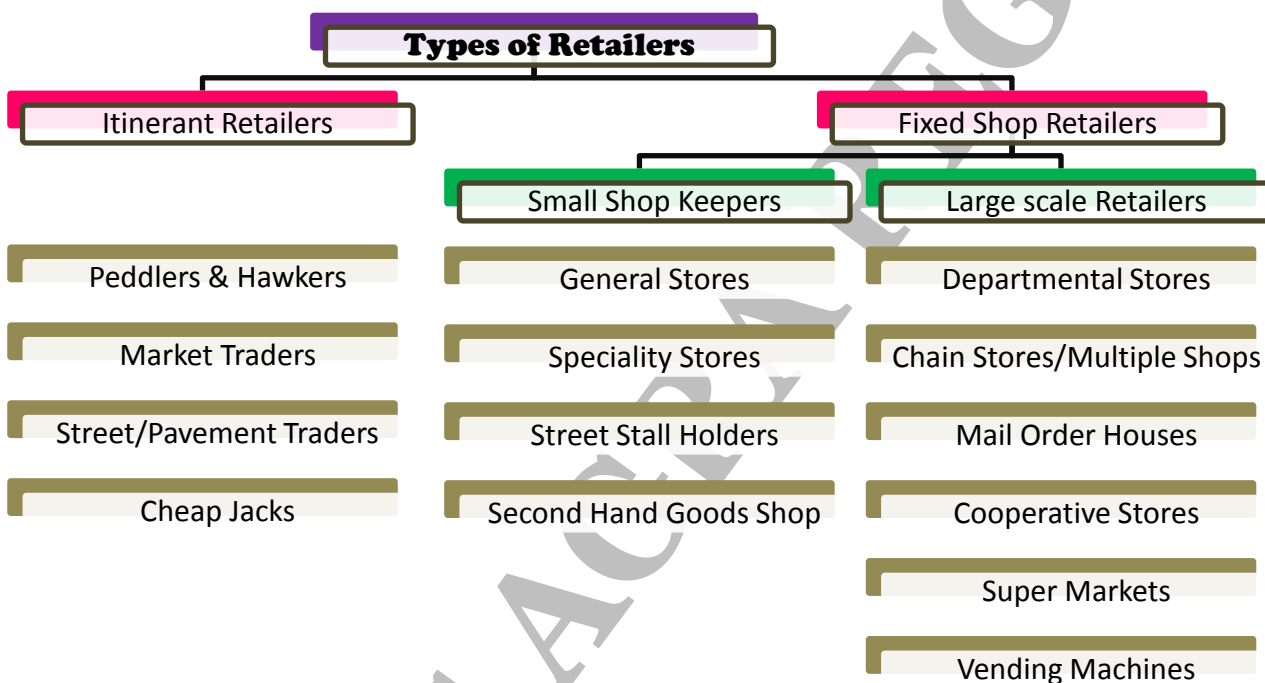 Types of Retailers
Itinerant Retailers
Fixed Shop Retailers
Small Shop Keepers
Large scale Retailers
Peddlers & Hawkers
General Stores
Departmental Stores
Market Traders
Speciality Stores
Chain Stores/Multiple Shops
Street/Pavement Traders
Street Stall Holders
Mail Order Houses
Cheap Jacks
Second Hand Goods Shop
Cooperative Stores
Super Markets
Vending Machines